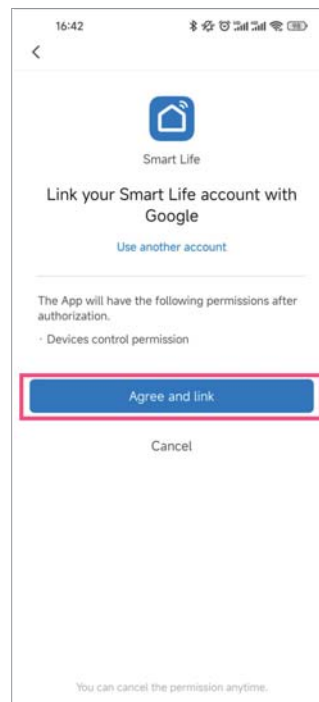 16:42
Smart Life
Link your Smart Life account with
Google
Use another account
The App will have the following permissions after
authorization.
· Devices control permission
Agree and link
Cancel
You can cancel the permission anytime.